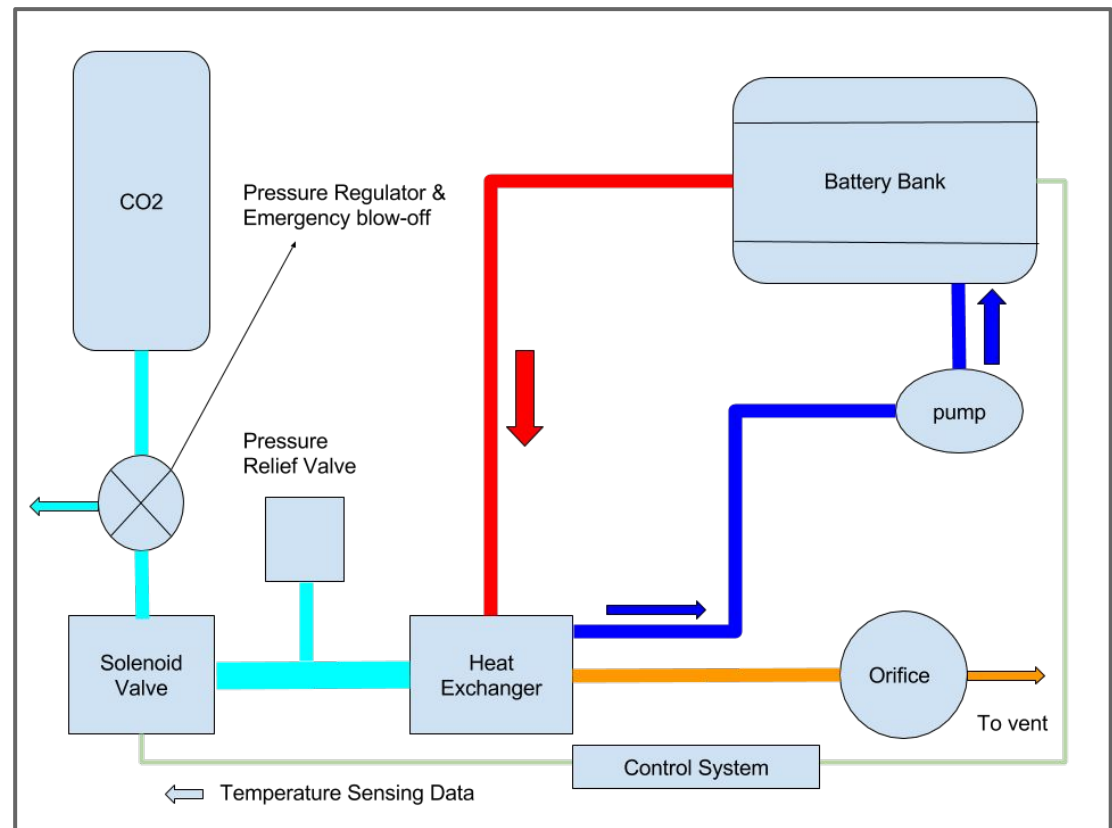 CO2
Pressure Regulator &
Emergency blow-off
Battery Bank
pump
Pressure
Relief Valve
Solenoid
Valve
Heat
Exchanger
Orifice
To vent
Control System
Temperature Sensing Data